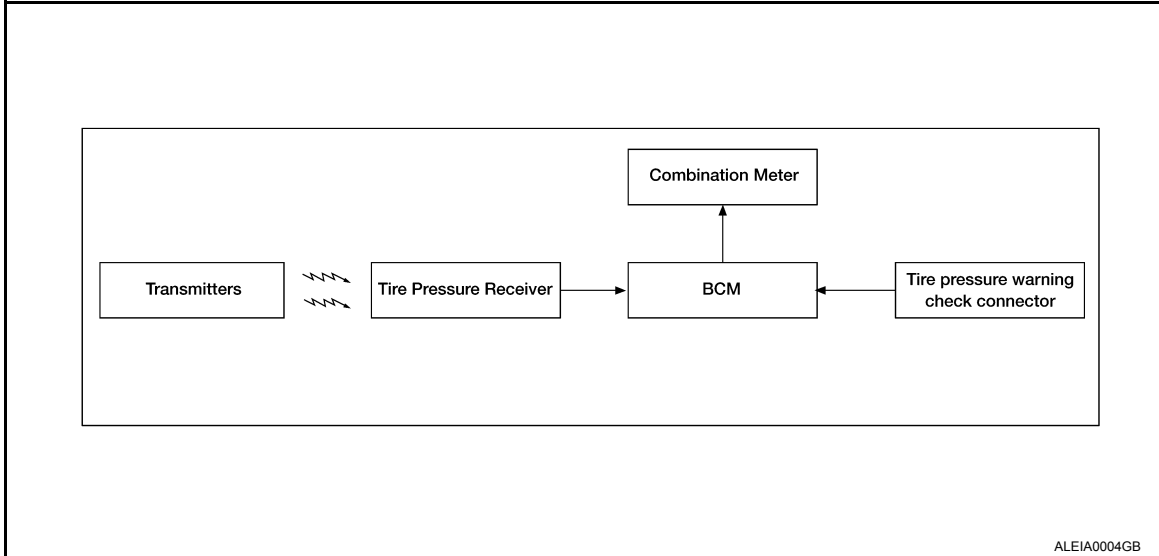 Combination Meter
Transmitters
Tire Pressure Receiver
BCM
Tire pressure warning
check connector
ALEIA0004GB